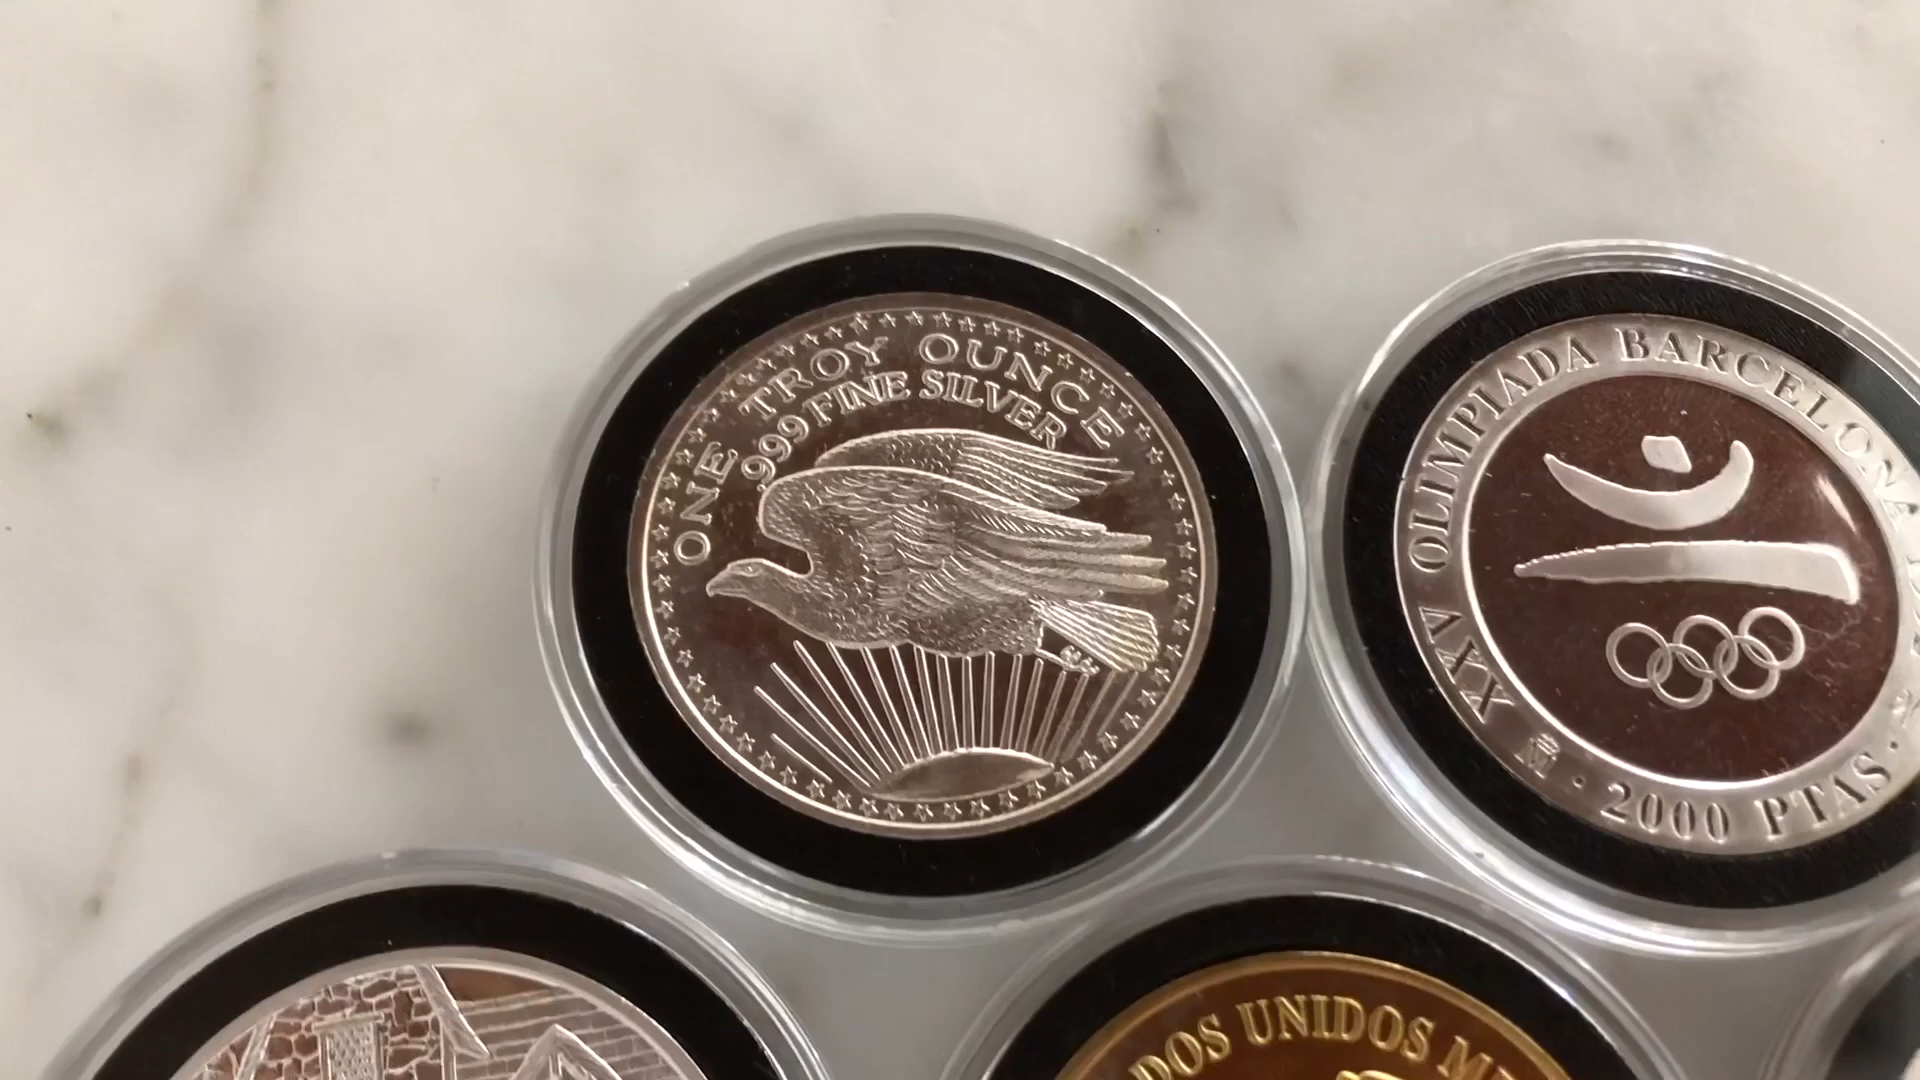 ONE TROY OUNCE
.999 FINE SILVER
XXV OLIMPIADA BARCELONA
M · 2000 PTAS ·
DOS UNIDOS